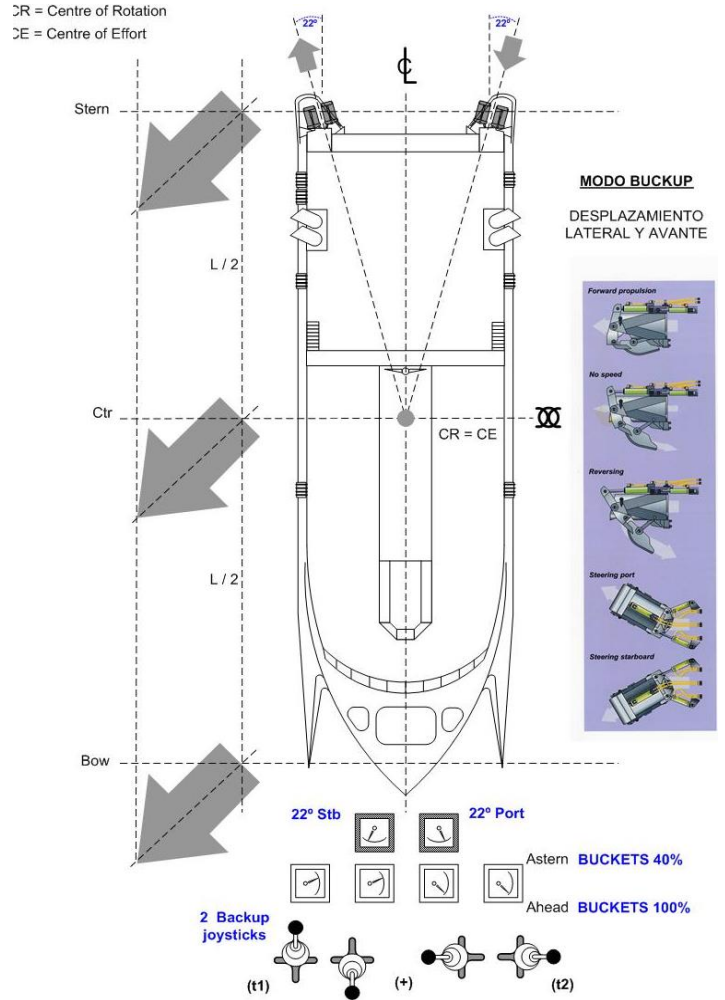 CR = Centre of Rotation
CE = Centre of Effort
22º
22º
CL
Stern
MODO BUCKUP
DESPLAZAMIENTO
LATERAL Y AVANTE
L / 2
Forward propulsion
No speed
Ctr
CR = CE
Reversing
L / 2
Steering port
Steering starboard
Bow
22º Stb
22º Port
Astern BUCKETS 40%
Ahead BUCKETS 100%
2 Backup
joysticks
(t1)
(+)
(t2)